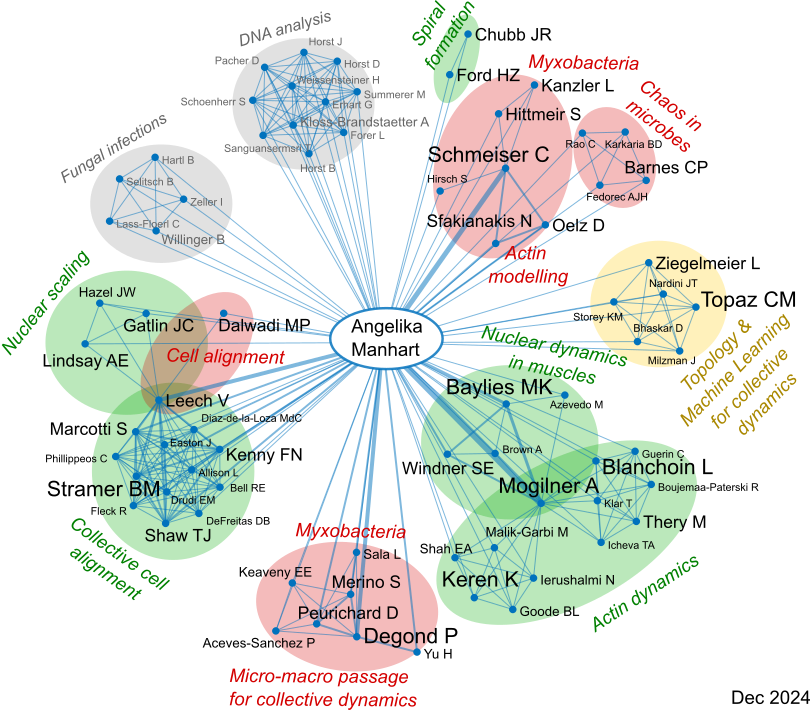 DNA analysis
Horst J
Pacher D
Horst D
Weissensteiner H
Summerer M
Schoenherr S
Erhart G
Kloss-Brandstaetter A
Forer L
Sanguansermsri T
Horst B
Spiral
formation
Chubb JR
Ford HZ
Myxobacteria
Kanzler L
Hittmeir S
Schmeiser C
Hirsch S
Sfakianakis N
Oelz D
Actin
modelling
Chaos in
microbes
Rao C
Karkaria BD
Barnes CP
Fedorec AJH
Fungal infections
Hartl B
Selitsch B
Zeller I
Lass-Floerl C
Willinger B
Nuclear scaling
Hazel JW
Gatlin JC
Dalwadi MP
Lindsay AE
Cell alignment
Leech V
Angelika
Manhart
Ziegelmeier L
Nardini JT
Topaz CM
Storey KM
Bhaskar D
Milzman J
Topology &
Machine Learning
for collective
dynamics
Nuclear dynamics
in muscles
Baylies MK
Azevedo M
Windner SE
Brown A
Mogilner A
Guerin C
Blanchoin L
Boujemaa-Paterski R
Klar T
Thery M
Icheva TA
Malik-Garbi M
Shah EA
Keren K
Ierushalmi N
Goode BL
Actin dynamics
Diaz-de-la-Loza MdC
Marcotti S
Easton J
Kenny FN
Phillippeos C
Allison L
Stramer BM
Bell RE
Drudi EM
Fleck R
DeFreitas DB
Shaw TJ
Collective cell
alignment
Myxobacteria
Sala L
Keaveny EE
Merino S
Peurichard D
Degond P
Aceves-Sanchez P
Yu H
Micro-macro passage
for collective dynamics
Dec 2024